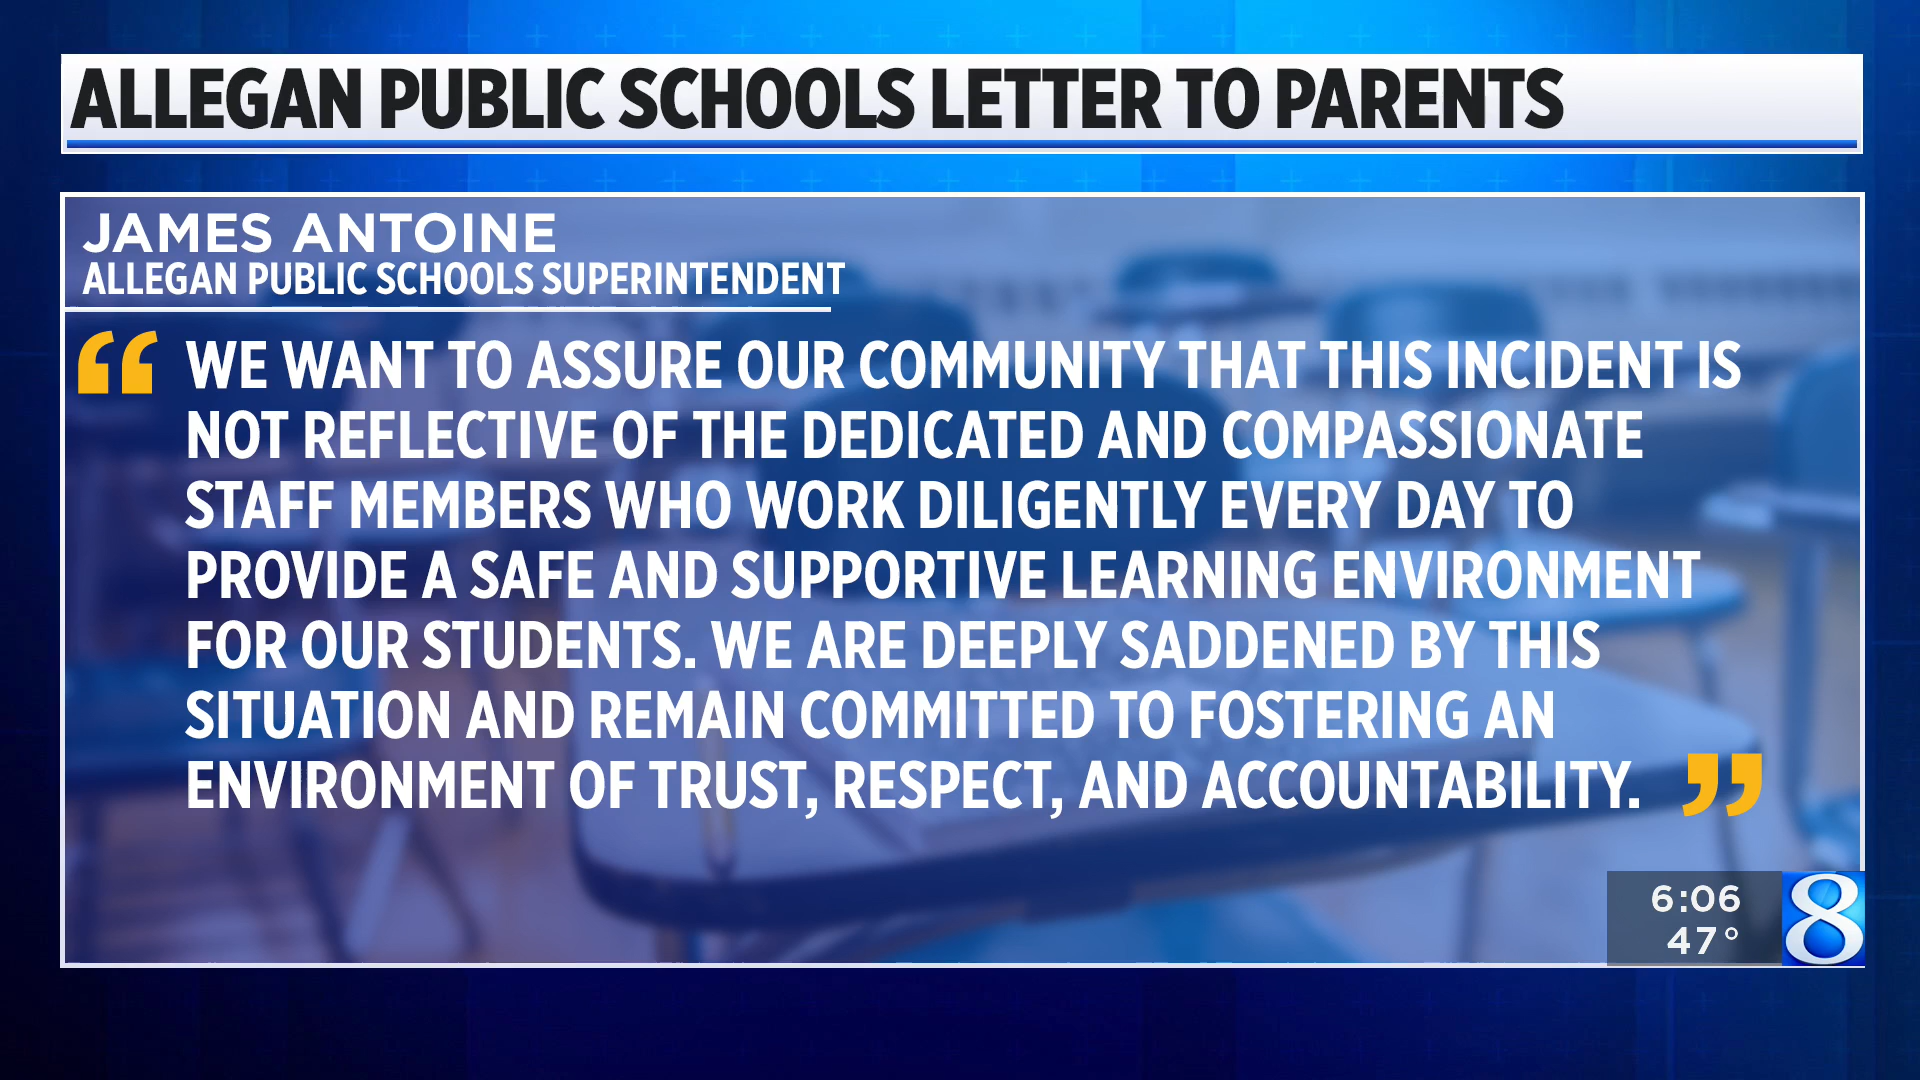 ALLEGAN PUBLIC SCHOOLS LETTER TO PARENTS
JAMES ANTOINE
ALLEGAN PUBLIC SCHOOLS SUPERINTENDENT
“ WE WANT TO ASSURE OUR COMMUNITY THAT THIS INCIDENT IS
NOT REFLECTIVE OF THE DEDICATED AND COMPASSIONATE
STAFF MEMBERS WHO WORK DILIGENTLY EVERY DAY TO
PROVIDE A SAFE AND SUPPORTIVE LEARNING ENVIRONMENT
FOR OUR STUDENTS. WE ARE DEEPLY SADDENED BY THIS
SITUATION AND REMAIN COMMITTED TO FOSTERING AN
ENVIRONMENT OF TRUST, RESPECT, AND ACCOUNTABILITY. ”
6:06
47°
8